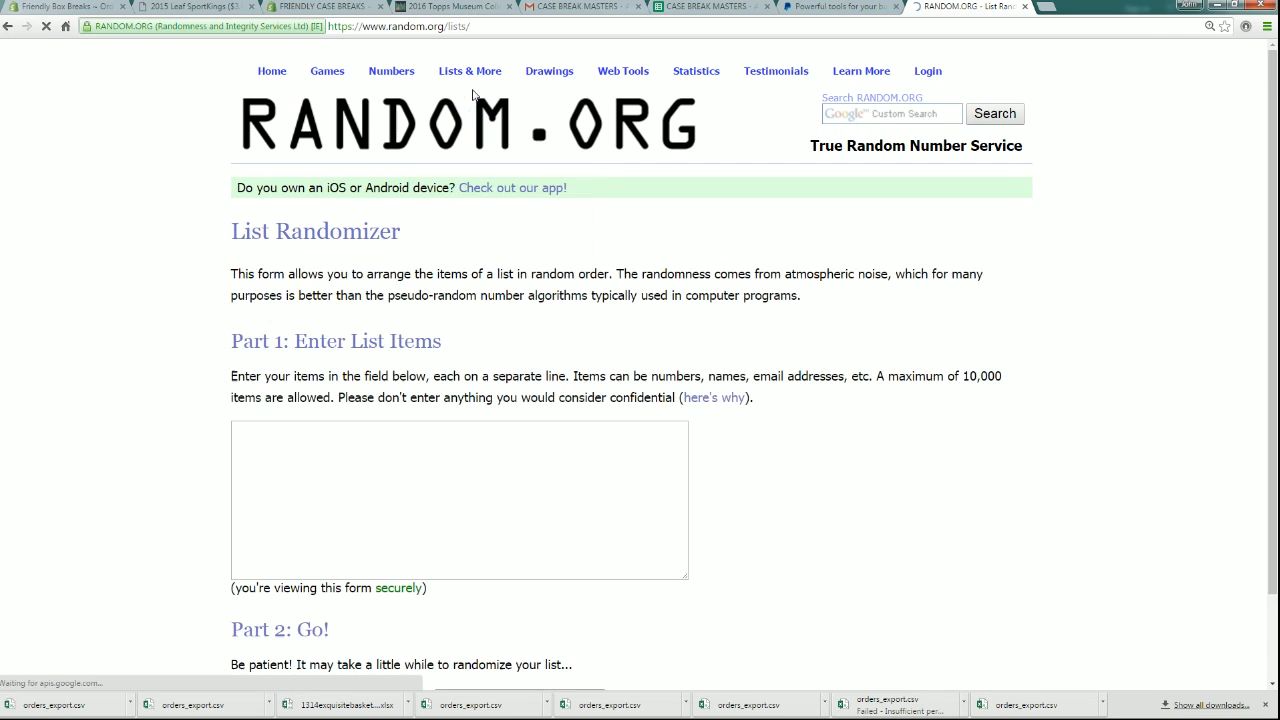 Friendly Box Breaks ~ Orde
2015 Leaf SportKings ($3
FRIENDLY CASE BREAKS ~
2016 Topps Museum Colle
CASE BREAK MASTERS - F
CASE BREAK MASTERS -
Powerful tools for your bu
RANDOM.ORG - List Rand
John
RANDOM.ORG (Randomness and Integrity Services Ltd) [IE] https://www.random.org/lists/
Home Games Numbers Lists & More Drawings Web Tools Statistics Testimonials Learn More Login
Search RANDOM.ORG
RANDOM.ORG
Google™ Custom Search Search
True Random Number Service
Do you own an iOS or Android device? Check out our app!
List Randomizer
This form allows you to arrange the items of a list in random order. The randomness comes from atmospheric noise, which for many
purposes is better than the pseudo-random number algorithms typically used in computer programs.
Part 1: Enter List Items
Enter your items in the field below, each on a separate line. Items can be numbers, names, email addresses, etc. A maximum of 10,000
items are allowed. Please don't enter anything you would consider confidential (here's why).
(you're viewing this form securely)
Part 2: Go!
Be patient! It may take a little while to randomize your list...
Waiting for apis.google.com...
orders_export.csv orders_export.csv 1314exquisitebasket....xlsx orders_export.csv orders_export.csv orders_export.csv orders_export.csv orders_export.csv Show all downloads...
Failed - Insufficient per...